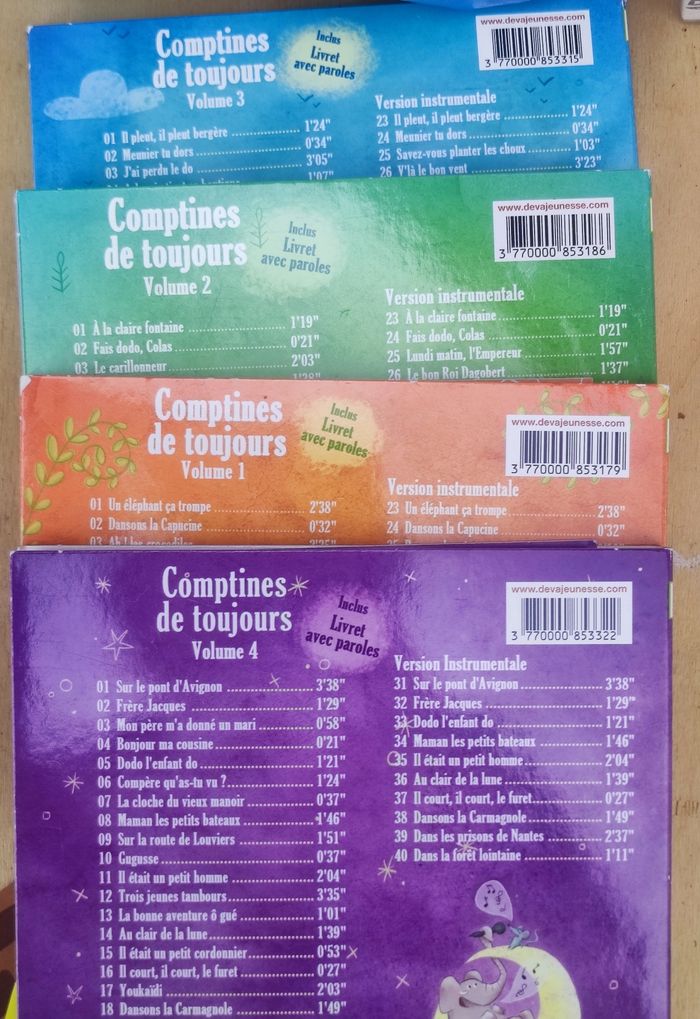 Comptines
de toujours
Volume 3
Inclus
Livret
avec paroles
www.devajeunesse.com
3 770000 853315
01 Il pleut, il pleut bergère 1'24"
02 Meunier tu dors 0'34"
03 J'ai perdu le do 3'05"
1'07"
Version instrumentale
23 Il pleut, il pleut bergère 1'24"
24 Meunier tu dors 0'34"
25 Savez-vous planter les choux 1'03"
26 V'là le bon vent 3'23"
Comptines
de toujours
Volume 2
Inclus
Livret
avec paroles
www.devajeunesse.com
3 770000 853186
01 À la claire fontaine 1'19"
02 Fais dodo, Colas 0'21"
03 Le carillonneur 2'03"
Version instrumentale
23 À la claire fontaine 1'19"
24 Fais dodo, Colas 0'21"
25 Lundi matin, l'Empereur 1'57"
26 Le bon Roi Dagobert 1'37"
Comptines
de toujours
Volume 1
Inclus
Livret
avec paroles
www.devajeunesse.com
3 770000 853179
01 Un éléphant ça trompe 2'38"
02 Dansons la Capucine 0'32"
03 Ah! les crocodiles
Version instrumentale
23 Un éléphant ça trompe 2'38"
24 Dansons la Capucine 0'32"
Comptines
de toujours
Volume 4
Inclus
Livret
avec paroles
www.devajeunesse.com
3 770000 853322
01 Sur le pont d'Avignon 3'38"
02 Frère Jacques 1'29"
03 Mon père m'a donné un mari 0'58"
04 Bonjour ma cousine 0'21"
05 Dodo l'enfant do 1'21"
06 Compère qu'as-tu vu ? 1'24"
07 La cloche du vieux manoir 0'37"
08 Maman les petits bateaux 1'46"
09 Sur la route de Louviers 1'51"
10 Gugusse 0'37"
11 Il était un petit homme 2'04"
12 Trois jeunes tambours 3'35"
13 La bonne aventure ô gué 1'01"
14 Au clair de la lune 1'39"
15 Il était un petit cordonnier 0'53"
16 Il court, il court, le furet 0'27"
17 Youkaïdi 2'03"
18 Dansons la Carmagnole 1'49"
Version Instrumentale
31 Sur le pont d'Avignon 3'38"
32 Frère Jacques 1'29"
33 Dodo l'enfant do 1'21"
34 Maman les petits bateaux 1'46"
35 Il était un petit homme 2'04"
36 Au clair de la lune 1'39"
37 Il court, il court, le furet 0'27"
38 Dansons la Carmagnole 1'49"
39 Dans les prisons de Nantes 2'37"
40 Dans la forêt lointaine 1'11"